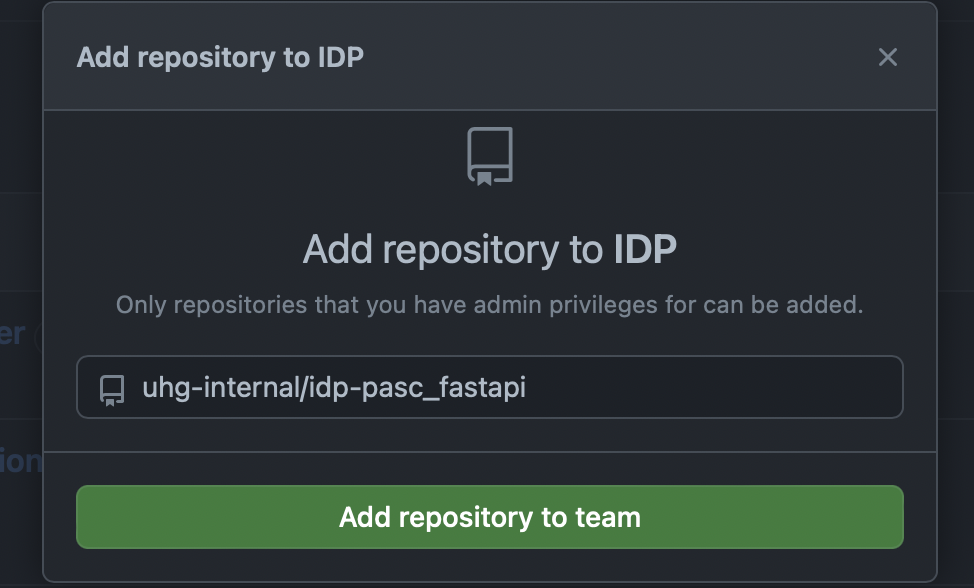 Add repository to IDP
Add repository to IDP
Only repositories that you have admin privileges for can be added.
er
uhg-internal/idp-pasc_fastapi
ion
Add repository to team